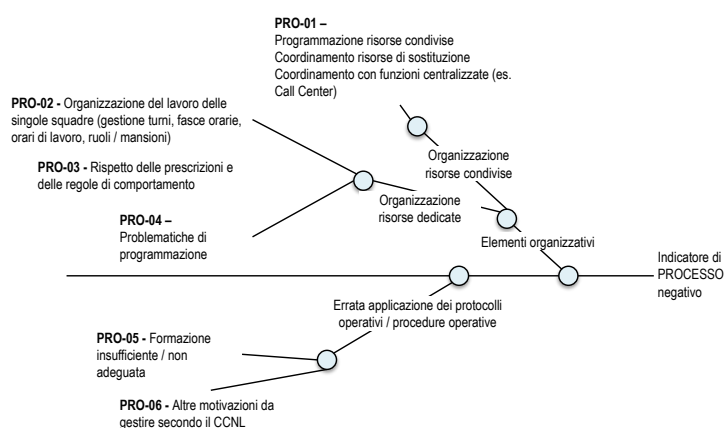 PRO-01 –
Programmazione risorse condivise
Coordinamento risorse di sostituzione
Coordinamento con funzioni centralizzate (es.
Call Center)
PRO-02 - Organizzazione del lavoro delle
singole squadre (gestione turni, fasce orarie,
orari di lavoro, ruoli / mansioni)
PRO-03 - Rispetto delle prescrizioni e
delle regole di comportamento
PRO-04 –
Problematiche di
programmazione
Organizzazione
risorse condivise
Organizzazione
risorse dedicate
Elementi organizzativi
Indicatore di
PROCESSO
negativo
Errata applicazione dei protocolli
operativi / procedure operative
PRO-05 - Formazione
insufficiente / non
adeguata
PRO-06 - Altre motivazioni da
gestire secondo il CCNL